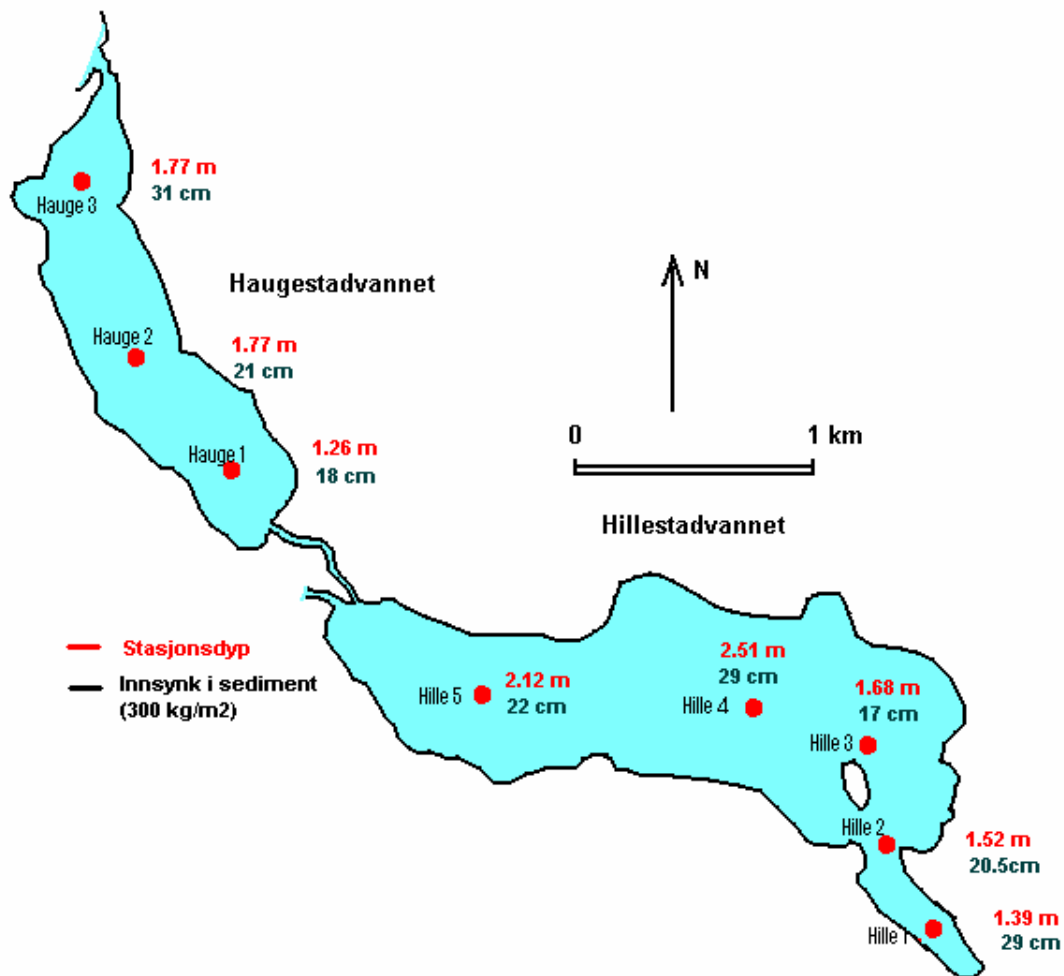 1.77 m
31 cm
Hauge 3
Haugestadvannet
N
Hauge 2
1.77 m
21 cm
0 1 km
Hauge 1
1.26 m
18 cm
Hillestadvannet
Stasjonsdyp
Innsynk i sediment
(300 kg/m2)
Hille 5
2.12 m
22 cm
2.51 m
29 cm
Hille 4
1.68 m
17 cm
Hille 3
Hille 2
1.52 m
20.5cm
Hille 1
1.39 m
29 cm